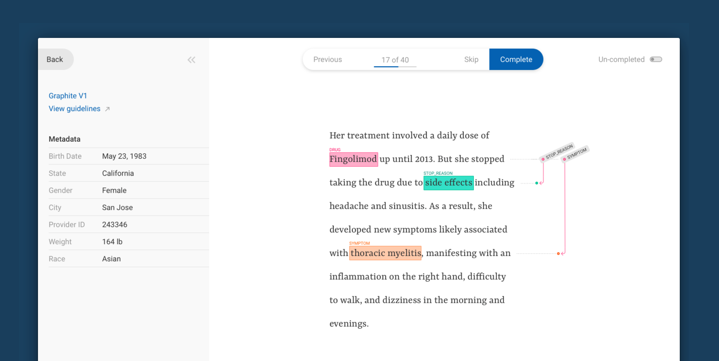 Back
Previous
17 of 40
Skip
Complete
Un-completed
Graphite V1
View guidelines
Metadata
Birth Date May 23, 1983
State California
Gender Female
City San Jose
Provider ID 243346
Weight 164 lb
Race Asian
Her treatment involved a daily dose of
DRUG
Fingolimod up until 2013. But she stopped
STOP_REASON
SYMPTOM
STOP_REASON
taking the drug due to side effects including
headache and sinusitis. As a result, she
developed new symptoms likely associated
SYMPTOM
with thoracic myelitis, manifesting with an
inflammation on the right hand, difficulty
to walk, and dizziness in the morning and
evenings.